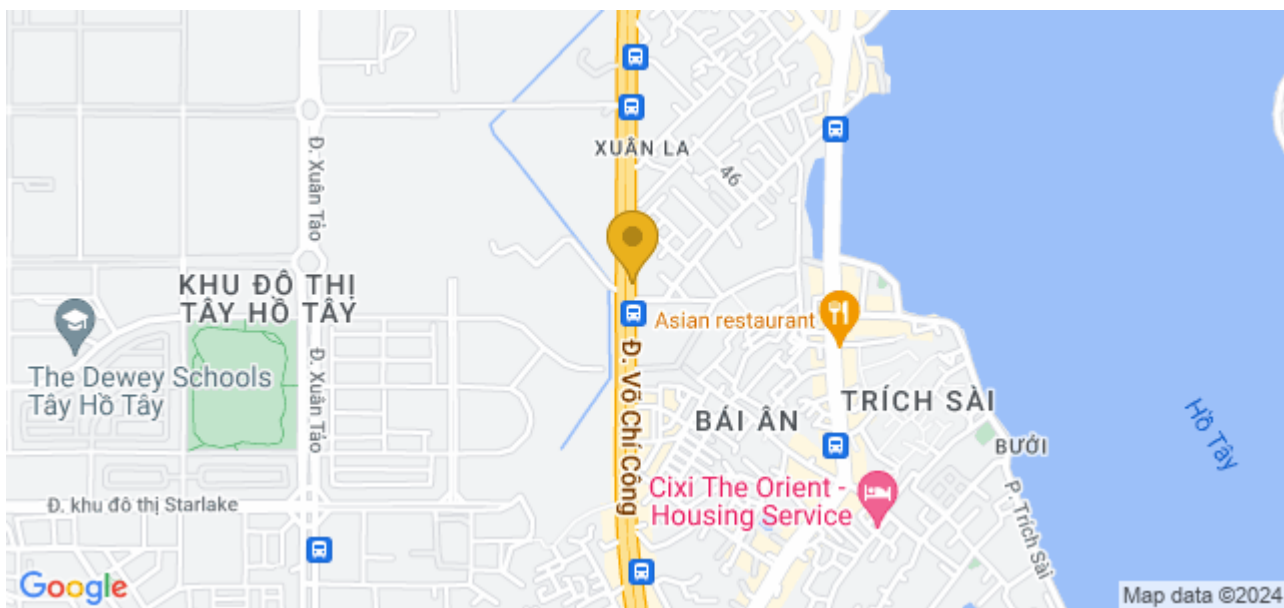 XUÂN LA
46
Đ. Xuân Tảo
KHU ĐÔ THỊ
TÂY HỒ TÂY
Asian restaurant
The Dewey Schools
Tây Hồ Tây
Đ. Xuân Tảo
Đ. Võ Chí Công
BÁI ÂN
TRÍCH SÀI
Hồ Tây
BƯỞI
Cixi The Orient -
Housing Service
P. Trích Sài
Đ. khu đô thị Starlake
Google
Map data ©2024